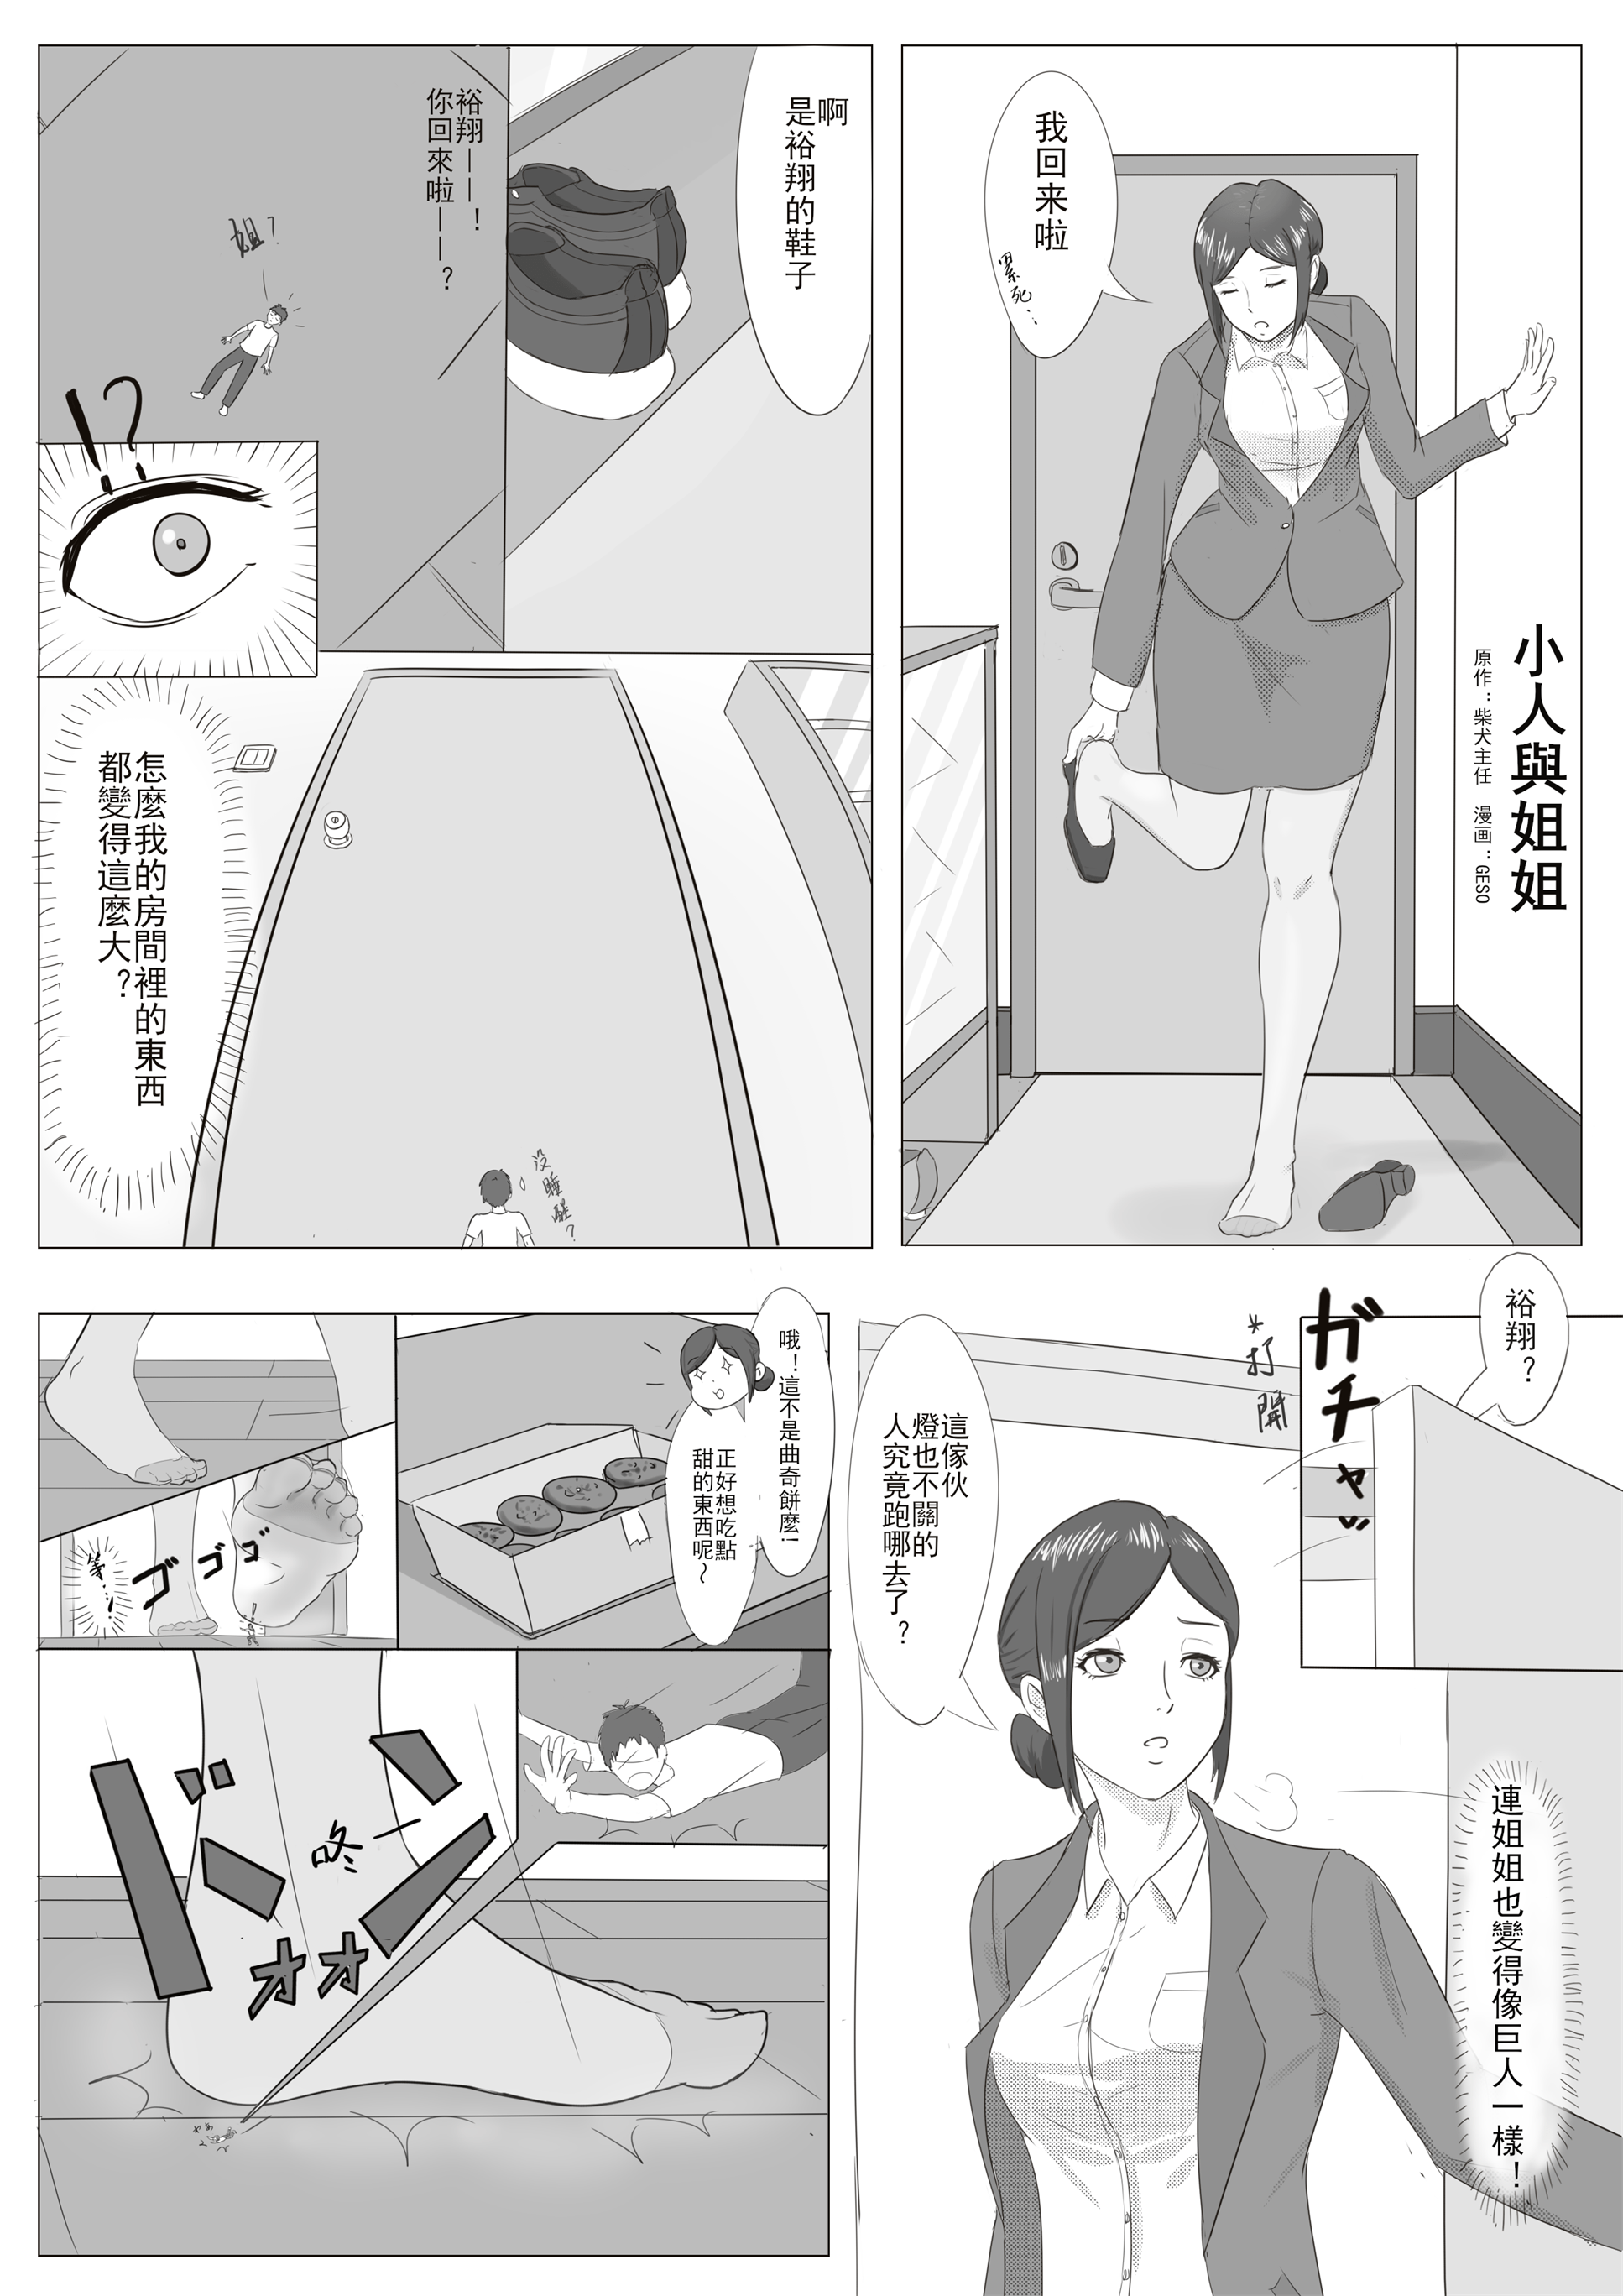 小人與姐姐
原作：柴犬主任　漫画：GESO
我回来啦
累死...
啊
是裕翔的鞋子
裕翔——！
你回來啦——？
姐？
！？
怎麼我的房間裡的東西
都變得這麼大？
没睡醒？
裕翔？
ガチャッ
*打開
這傢伙
燈也不關的
人究竟跑哪去了？
連姐姐也變得像巨人一樣！
哦！這不是曲奇餅麼!
正好想吃點
甜的東西呢～
等...！
ゴゴゴ
ドンオオ
咚—